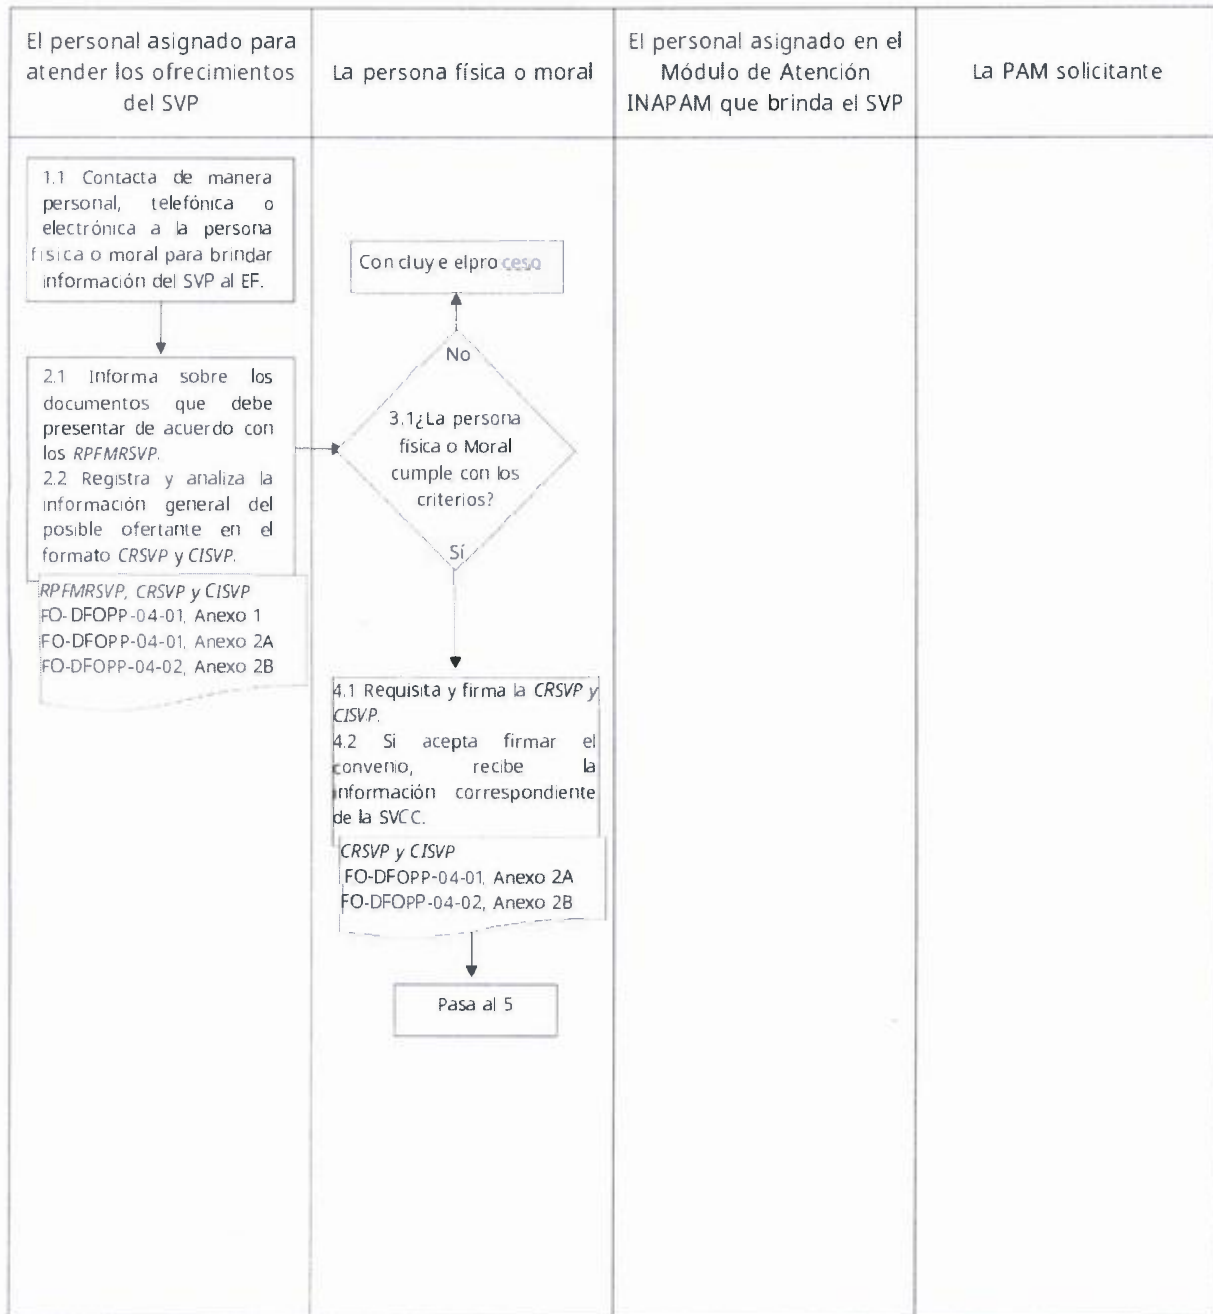 El personal asignado para
atender los ofrecimientos
del SVP
La persona física o moral
El personal asignado en el
Módulo de Atención
INAPAM que brinda el SVP
La PAM solicitante
1.1 Contacta de manera
personal, telefónica o
electrónica a la persona
física o moral para brindar
información del SVP al EF.
2.1 Informa sobre los
documentos que debe
presentar de acuerdo con
los RPFMRSVP.
2.2 Registra y analiza la
información general del
posible ofertante en el
formato CRSVP y CISVP.
RPFMRSVP, CRSVP y CISVP
FO-DFOPP-04-01, Anexo 1
FO-DFOPP-04-01, Anexo 2A
FO-DFOPP-04-02, Anexo 2B
Concluye el proceso
No
3.1¿La persona
física o Moral
cumple con los
criterios?
Sí
4.1 Requisita y firma la CRSVP y
CISVP.
4.2 Si acepta firmar el
convenio, recibe la
información correspondiente
de la SVCC.
CRSVP y CISVP
FO-DFOPP-04-01, Anexo 2A
FO-DFOPP-04-02, Anexo 2B
Pasa al 5